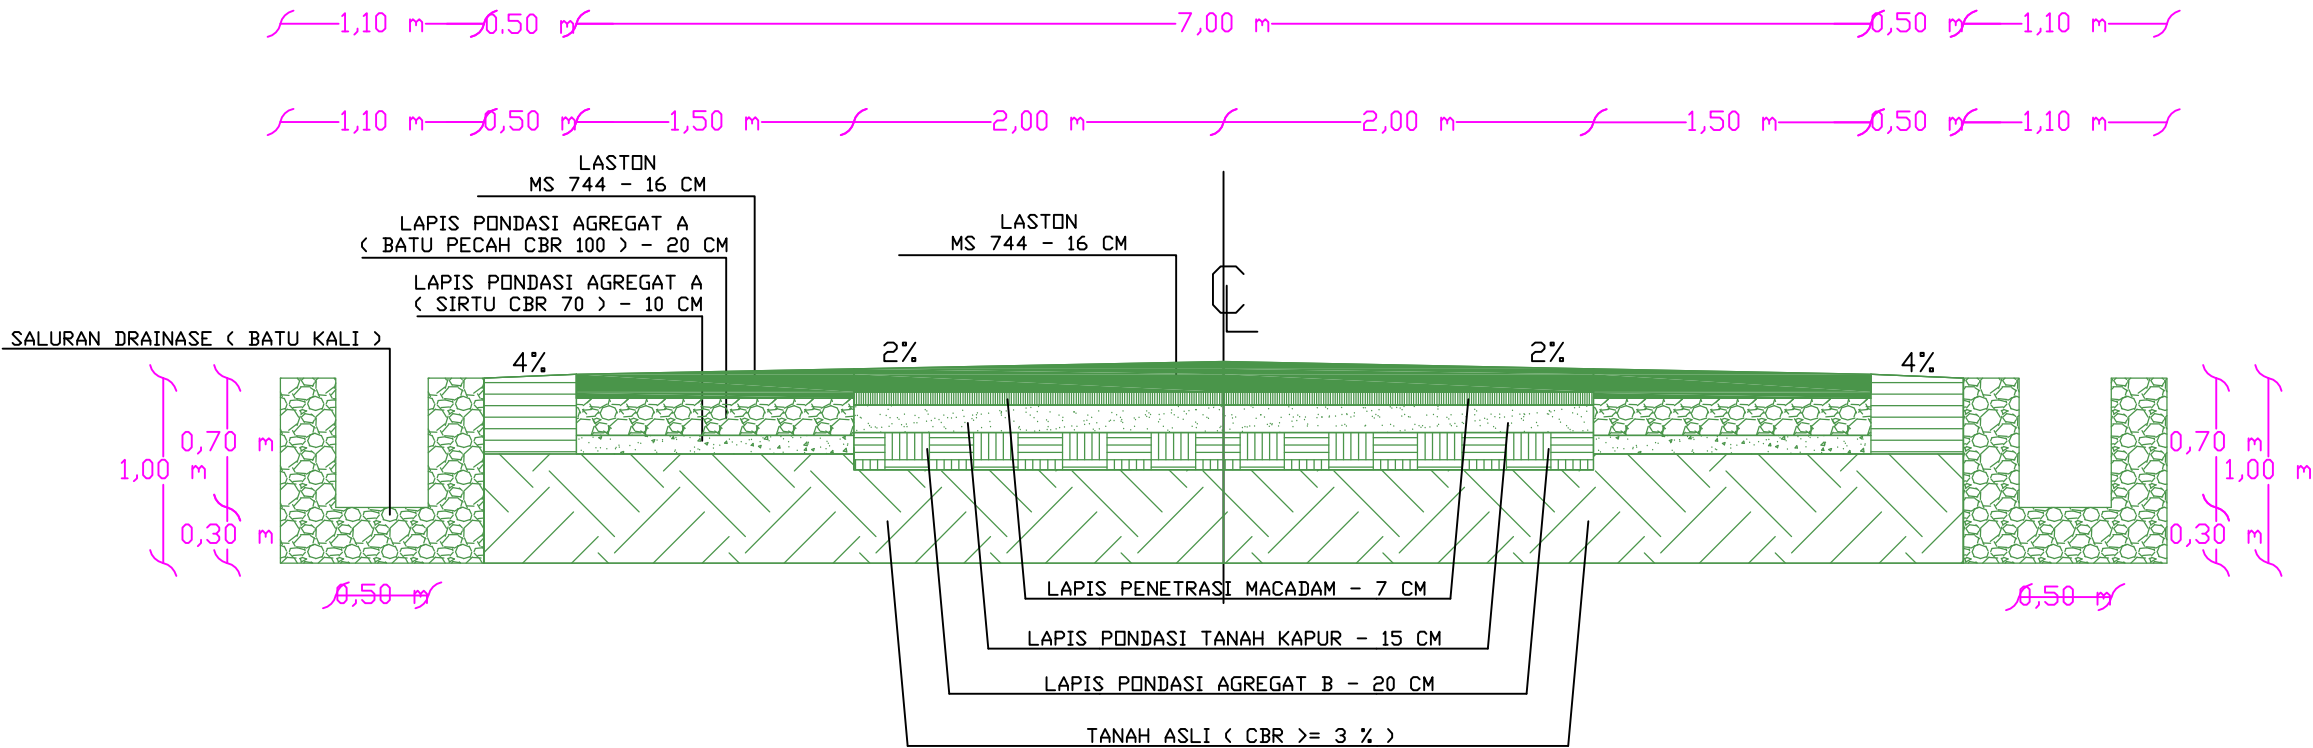 1,10 m 0.50 m 7,00 m 0,50 m 1,10 m
1,10 m 0,50 m 1,50 m 2,00 m 2,00 m 1,50 m 0,50 m 1,10 m
LASTON
MS 744 - 16 CM
LAPIS PONDASI AGREGAT A
( BATU PECAH CBR 100 ) - 20 CM
LASTON
MS 744 - 16 CM
LAPIS PONDASI AGREGAT A
( SIRTU CBR 70 ) - 10 CM
CL
SALURAN DRAINASE ( BATU KALI )
4% 2% 2% 4%
0,70 m 0,70 m
1,00 m 1,00 m
0,30 m 0,30 m
0,50 m 0,50 m
LAPIS PENETRASI MACADAM - 7 CM
LAPIS PONDASI TANAH KAPUR - 15 CM
LAPIS PONDASI AGREGAT B - 20 CM
TANAH ASLI ( CBR >= 3 % )